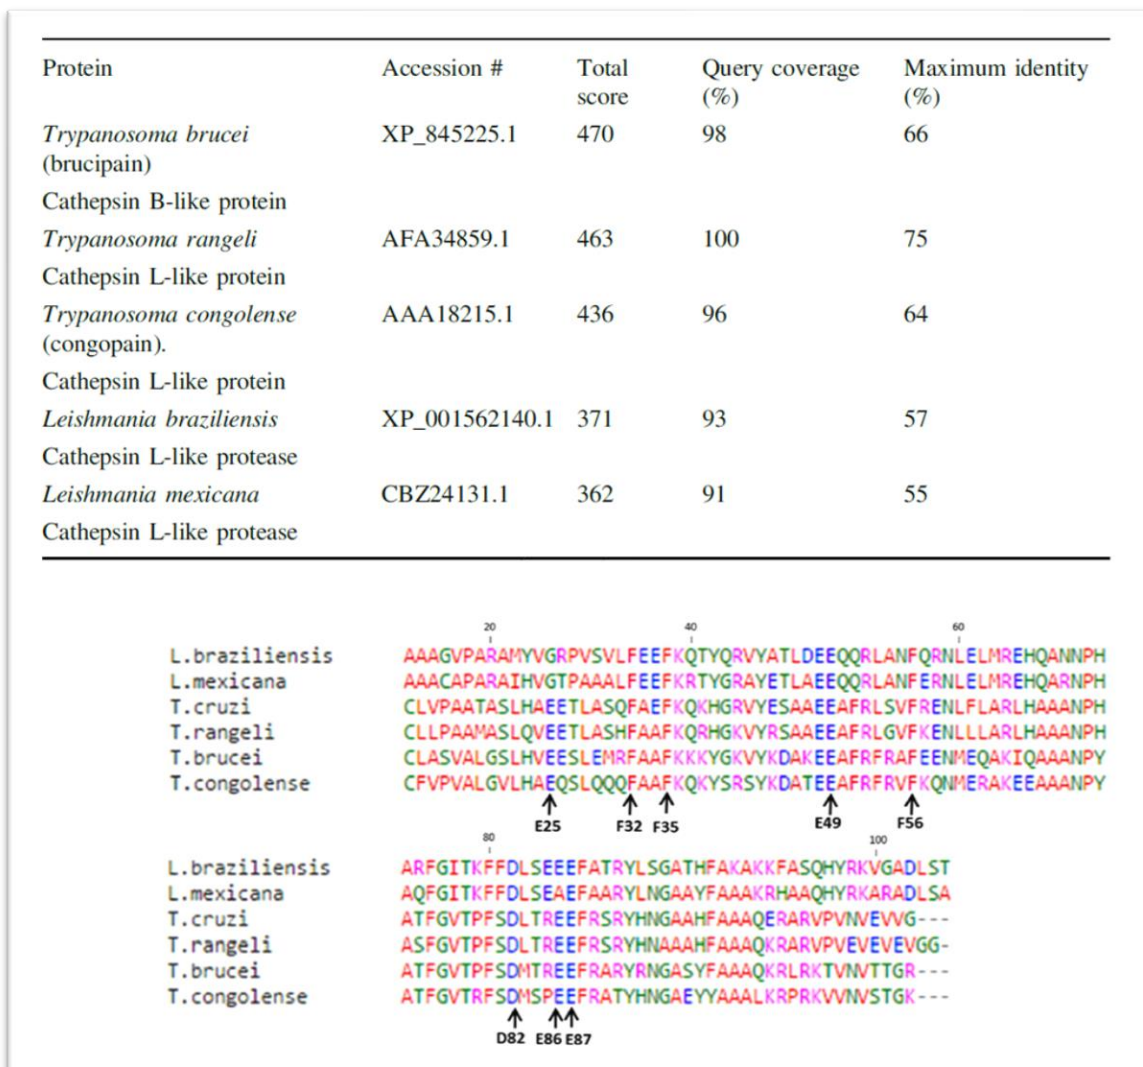 Protein Accession # Total score Query coverage (%) Maximum identity (%)
Trypanosoma brucei (brucipain) XP_845225.1 470 98 66
Cathepsin B-like protein
Trypanosoma rangeli AFA34859.1 463 100 75
Cathepsin L-like protein
Trypanosoma congolense (congopain). AAA18215.1 436 96 64
Cathepsin L-like protein
Leishmania braziliensis XP_001562140.1 371 93 57
Cathepsin L-like protease
Leishmania mexicana CBZ24131.1 362 91 55
Cathepsin L-like protease
20 40 60
L.braziliensis AAAGVPARAMYVGRPVSVLFEEFKQTYQRVYATLDEEQQRLANFQRNLELMREHQANNPH
L.mexicana AAACAPARAIHVGTPAAALFEEFKRTYGRAYETLAEEQQRLANFERNLELMREHQARNPH
T.cruzi CLVPAATASLHAEETLASQFAEFKQKHGRVYESAAEEAFRLSVFRENLFLARLHAAANPH
T.rangeli CLLPAAMASLQVEETLASHFAAFKQRHGKVYRSAAEEAFRLGVFKENLLLARLHAAANPH
T.brucei CLASVALGSLHVEESLEMRFAAFKKKYGKVYKDAKEEAFRFRAFEENMEQAKIQAAANPY
T.congolense CFVPVALGVLHAEQSLQQQFAAFKQKYSRSYKDATEEAFRFRVFKQNMERAKEEAAANPY
E25 F32 F35 E49 F56
80 100
L.braziliensis ARFGITKFFDLSEEEFATRYLSGATHFAKAKKFASQHYRKVGADLST
L.mexicana AQFGITKFFDLSEAEFAARYLNGAAYFAAAKRHAAQHYRKARADLSA
T.cruzi ATFGVTPFSDLTREEFRSRYHNGAAHFAAAQERARVPVNVEVVG---
T.rangeli ASFGVTPFSDLTREEFRSRYHNAAAHFAAAQKRARVPVEVEVEVGG-
T.brucei ATFGVTPFSDMTREEFRARYRNGASYFAAAQKRLRKTVNVTTGR---
T.congolense ATFGVTRFSDMSPEEFRATYHNGAEYYAAALKRPRKVVNVSTGK---
D82 E86 E87